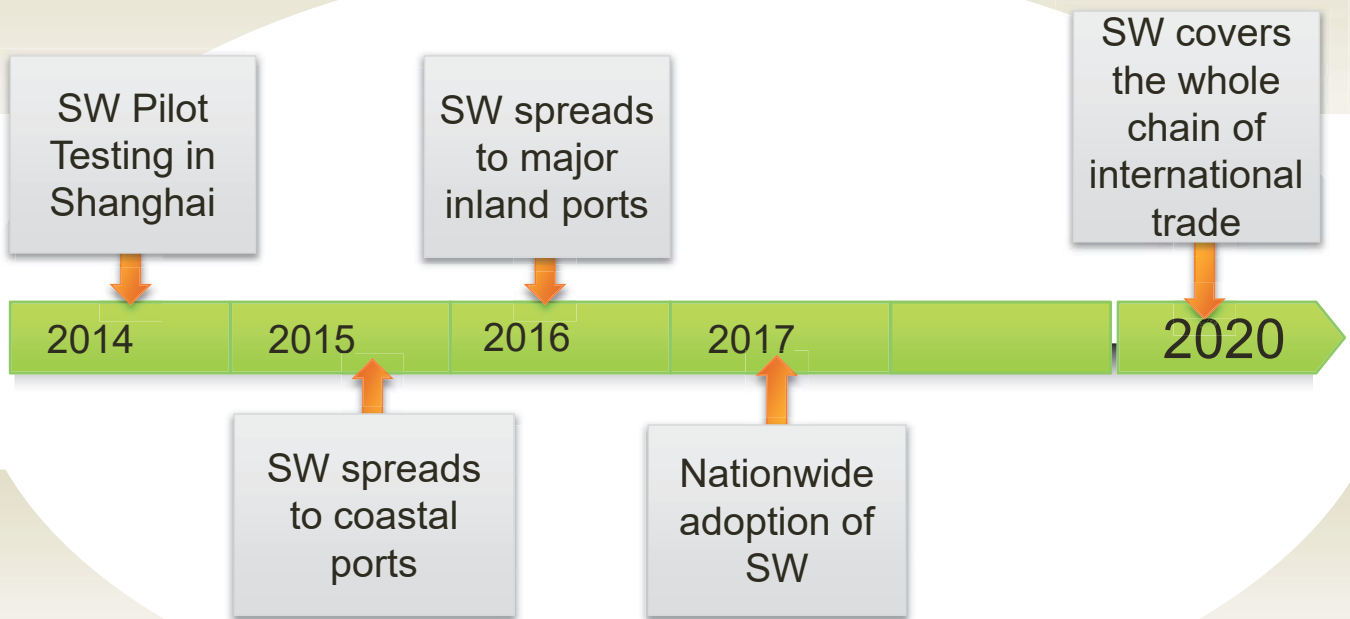 SW Pilot
Testing in
Shanghai
SW spreads
to major
inland ports
SW covers
the whole
chain of
international
trade
2014
2015
2016
2017
2020
SW spreads
to coastal
ports
Nationwide
adoption of
SW